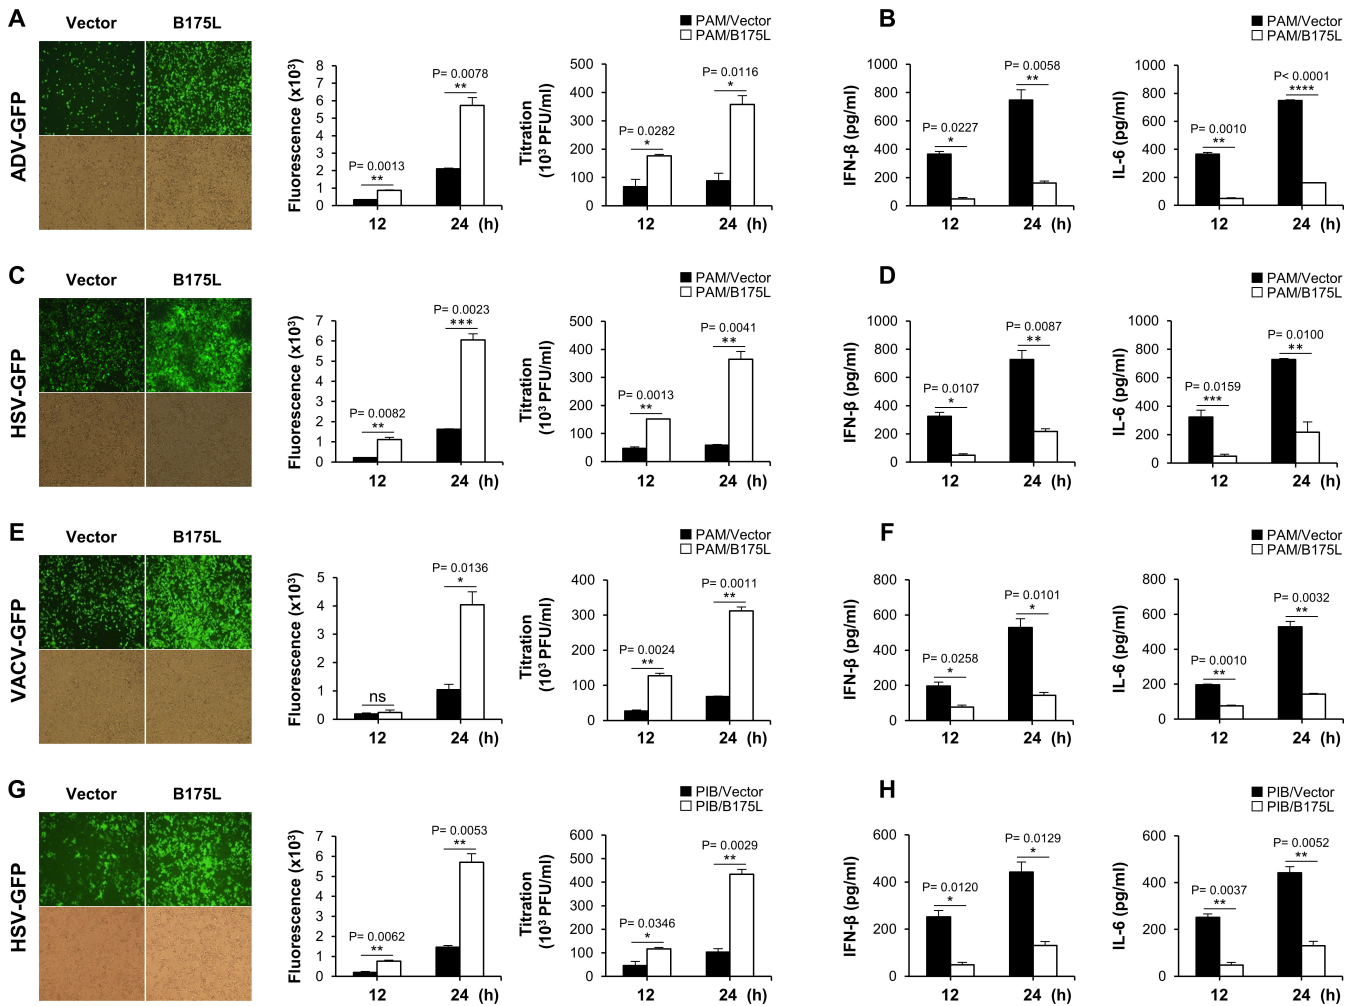 A
Vector
B175L
ADV-GFP
PAM/Vector
PAM/B175L
Fluorescence (x10³)
8
7
6
5
4
3
2
1
0
P= 0.0013
**
P= 0.0078
**
12
24
(h)
Titration
(10³ PFU/ml)
500
400
300
200
100
0
P= 0.0282
*
P= 0.0116
*
12
24
(h)
B
PAM/Vector
PAM/B175L
IFN-β (pg/ml)
1000
800
600
400
200
0
P= 0.0227
*
P= 0.0058
**
12
24
(h)
IL-6 (pg/ml)
1000
800
600
400
200
0
P= 0.0010
**
P< 0.0001
****
12
24
(h)
C
Vector
B175L
HSV-GFP
PAM/Vector
PAM/B175L
Fluorescence (x10³)
7
6
5
4
3
2
1
0
P= 0.0082
**
P= 0.0023
***
12
24
(h)
Titration
(10³ PFU/ml)
500
400
300
200
100
0
P= 0.0013
**
P= 0.0041
**
12
24
(h)
D
PAM/Vector
PAM/B175L
IFN-β (pg/ml)
1000
800
600
400
200
0
P= 0.0107
*
P= 0.0087
**
12
24
(h)
IL-6 (pg/ml)
1000
800
600
400
200
0
P= 0.0159
***
P= 0.0100
**
12
24
(h)
E
Vector
B175L
VACV-GFP
PAM/Vector
PAM/B175L
Fluorescence (x10³)
5
4
3
2
1
0
ns
P= 0.0136
*
12
24
(h)
Titration
(10³ PFU/ml)
400
300
200
100
0
P= 0.0024
**
P= 0.0011
**
12
24
(h)
F
PAM/Vector
PAM/B175L
IFN-β (pg/ml)
800
600
400
200
0
P= 0.0258
*
P= 0.0101
*
12
24
(h)
IL-6 (pg/ml)
800
600
400
200
0
P= 0.0010
**
P= 0.0032
**
12
24
(h)
G
Vector
B175L
HSV-GFP
PIB/Vector
PIB/B175L
Fluorescence (x10³)
7
6
5
4
3
2
1
0
P= 0.0062
**
P= 0.0053
**
12
24
(h)
Titration
(10³ PFU/ml)
600
500
400
300
200
100
0
P= 0.0346
*
P= 0.0029
**
12
24
(h)
H
PIB/Vector
PIB/B175L
IFN-β (pg/ml)
600
400
200
0
P= 0.0120
*
P= 0.0129
*
12
24
(h)
IL-6 (pg/ml)
600
400
200
0
P= 0.0037
**
P= 0.0052
**
12
24
(h)